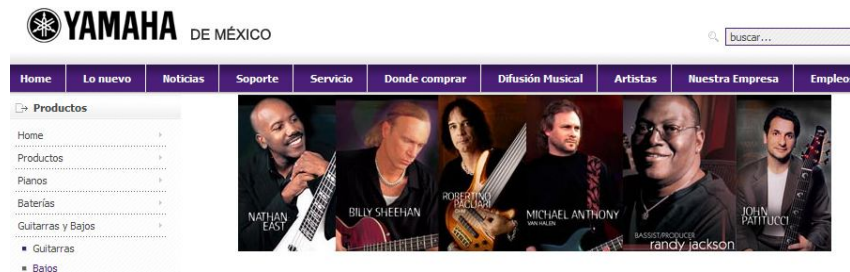 YAMAHA DE MÉXICO
buscar...
Home Lo nuevo Noticias Soporte Servicio Donde comprar Difusión Musical Artistas Nuestra Empresa Empleo
Productos
Home
Productos
Pianos
Baterías
Guitarras y Bajos
Guitarras
Bajos
NATHAN
EAST
BILLY SHEEHAN
ROBERTINO
PAGLIARI
MICHAEL ANTHONY
VAN HALEN
BASSIST/PRODUCER
randy jackson
JOHN
PATITUCCI